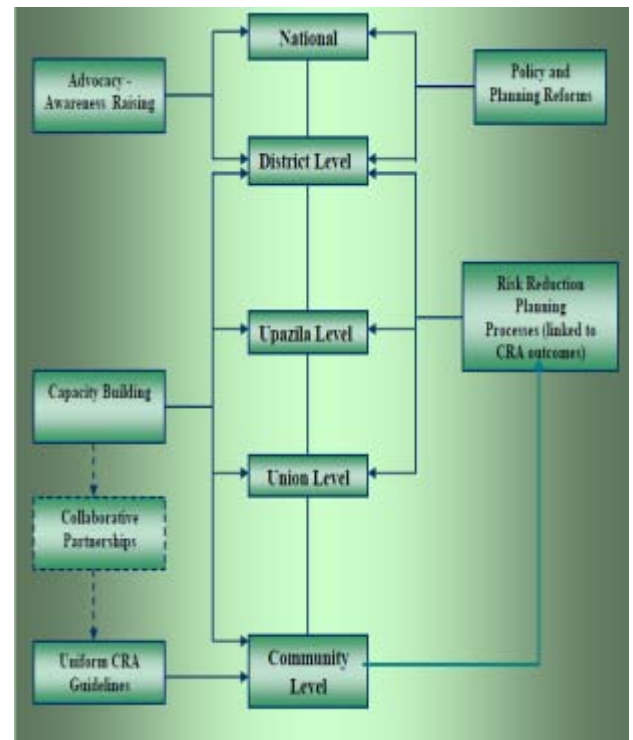 National
Advocacy -
Awareness Raising
Policy and
Planning Reforms
District Level
Risk Reduction
Planning
Processes (linked to
CRA outcomes)
Upazila Level
Capacity Building
Union Level
Collaborative
Partnerships
Uniform CRA
Guidelines
Community
Level